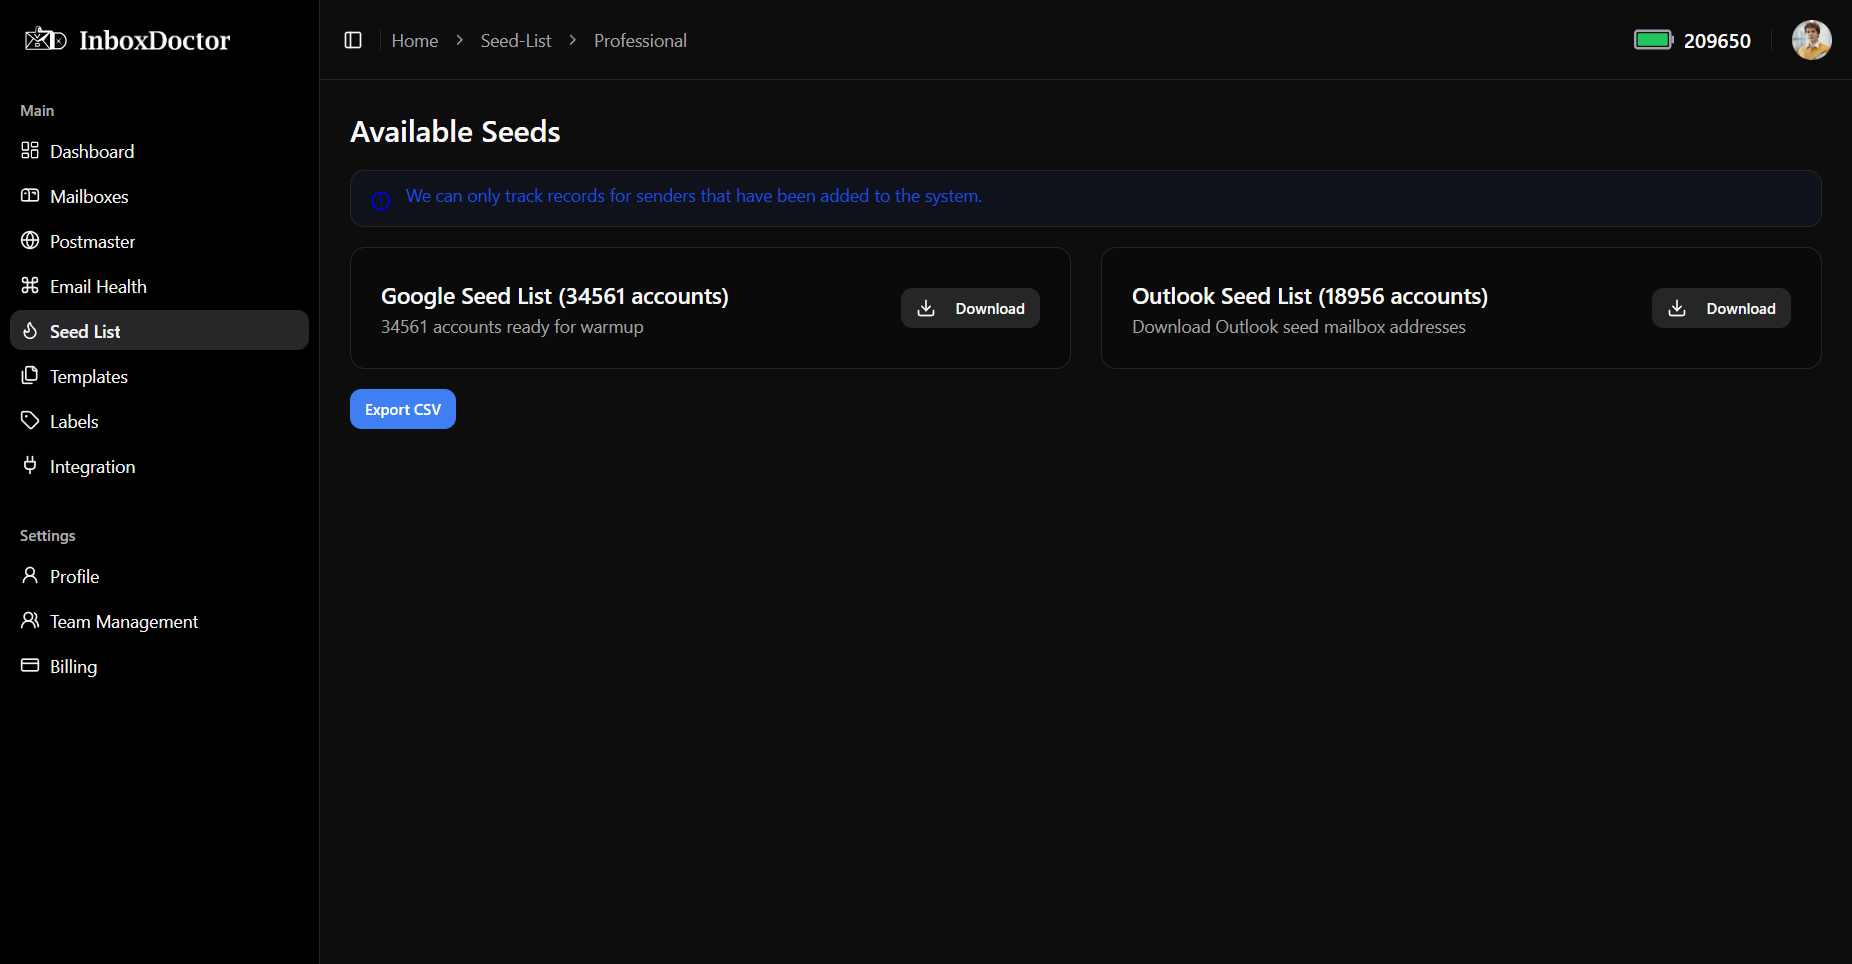 InboxDoctor
Home > Seed-List > Professional
209650
Main
Dashboard
Mailboxes
Postmaster
Email Health
Seed List
Templates
Labels
Integration
Settings
Profile
Team Management
Billing
Available Seeds
We can only track records for senders that have been added to the system.
Google Seed List (34561 accounts)
34561 accounts ready for warmup
Download
Outlook Seed List (18956 accounts)
Download Outlook seed mailbox addresses
Download
Export CSV